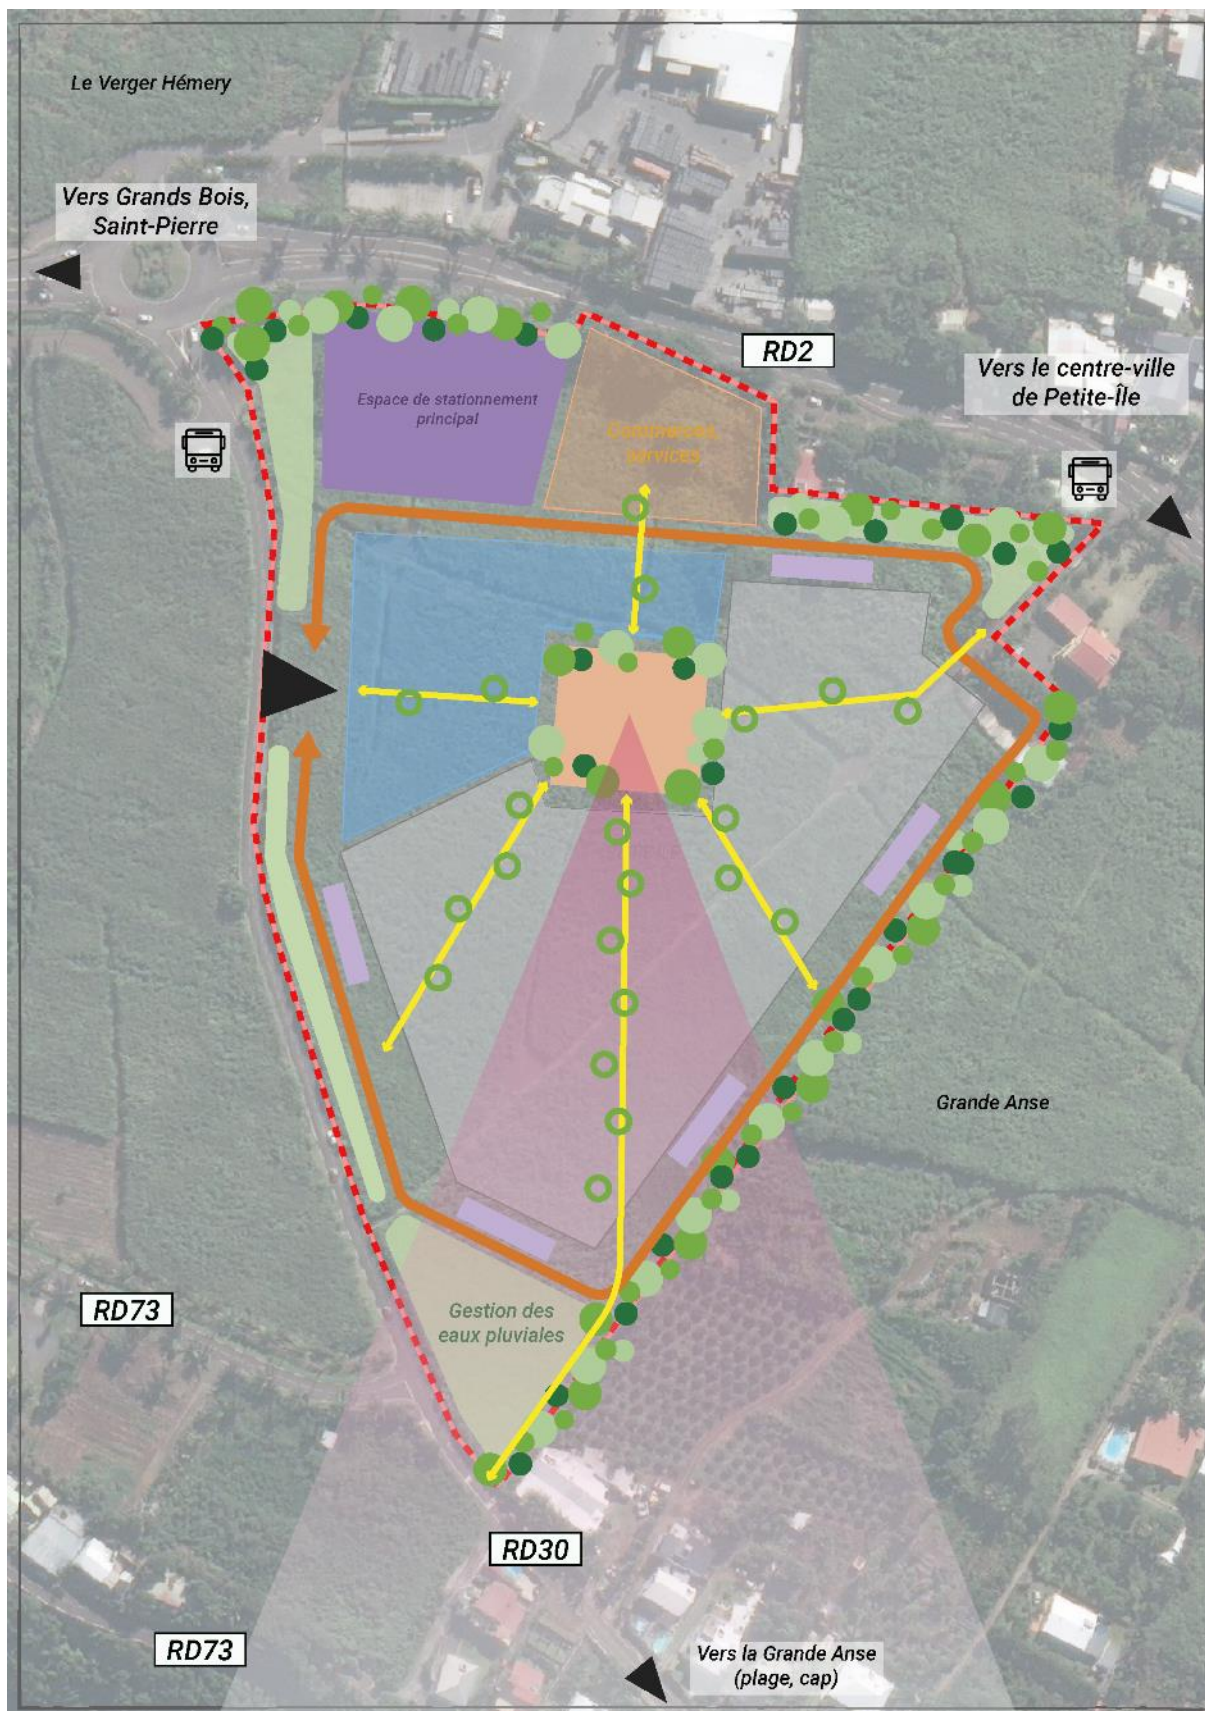 Le Verger Hémery
Vers Grands Bois,
Saint-Pierre
RD2
Vers le centre-ville
de Petite-Île
Espace de stationnement
principal
Commerces,
services
Grande Anse
RD73
Gestion des
eaux pluviales
RD30
RD73
Vers la Grande Anse
(plage, cap)